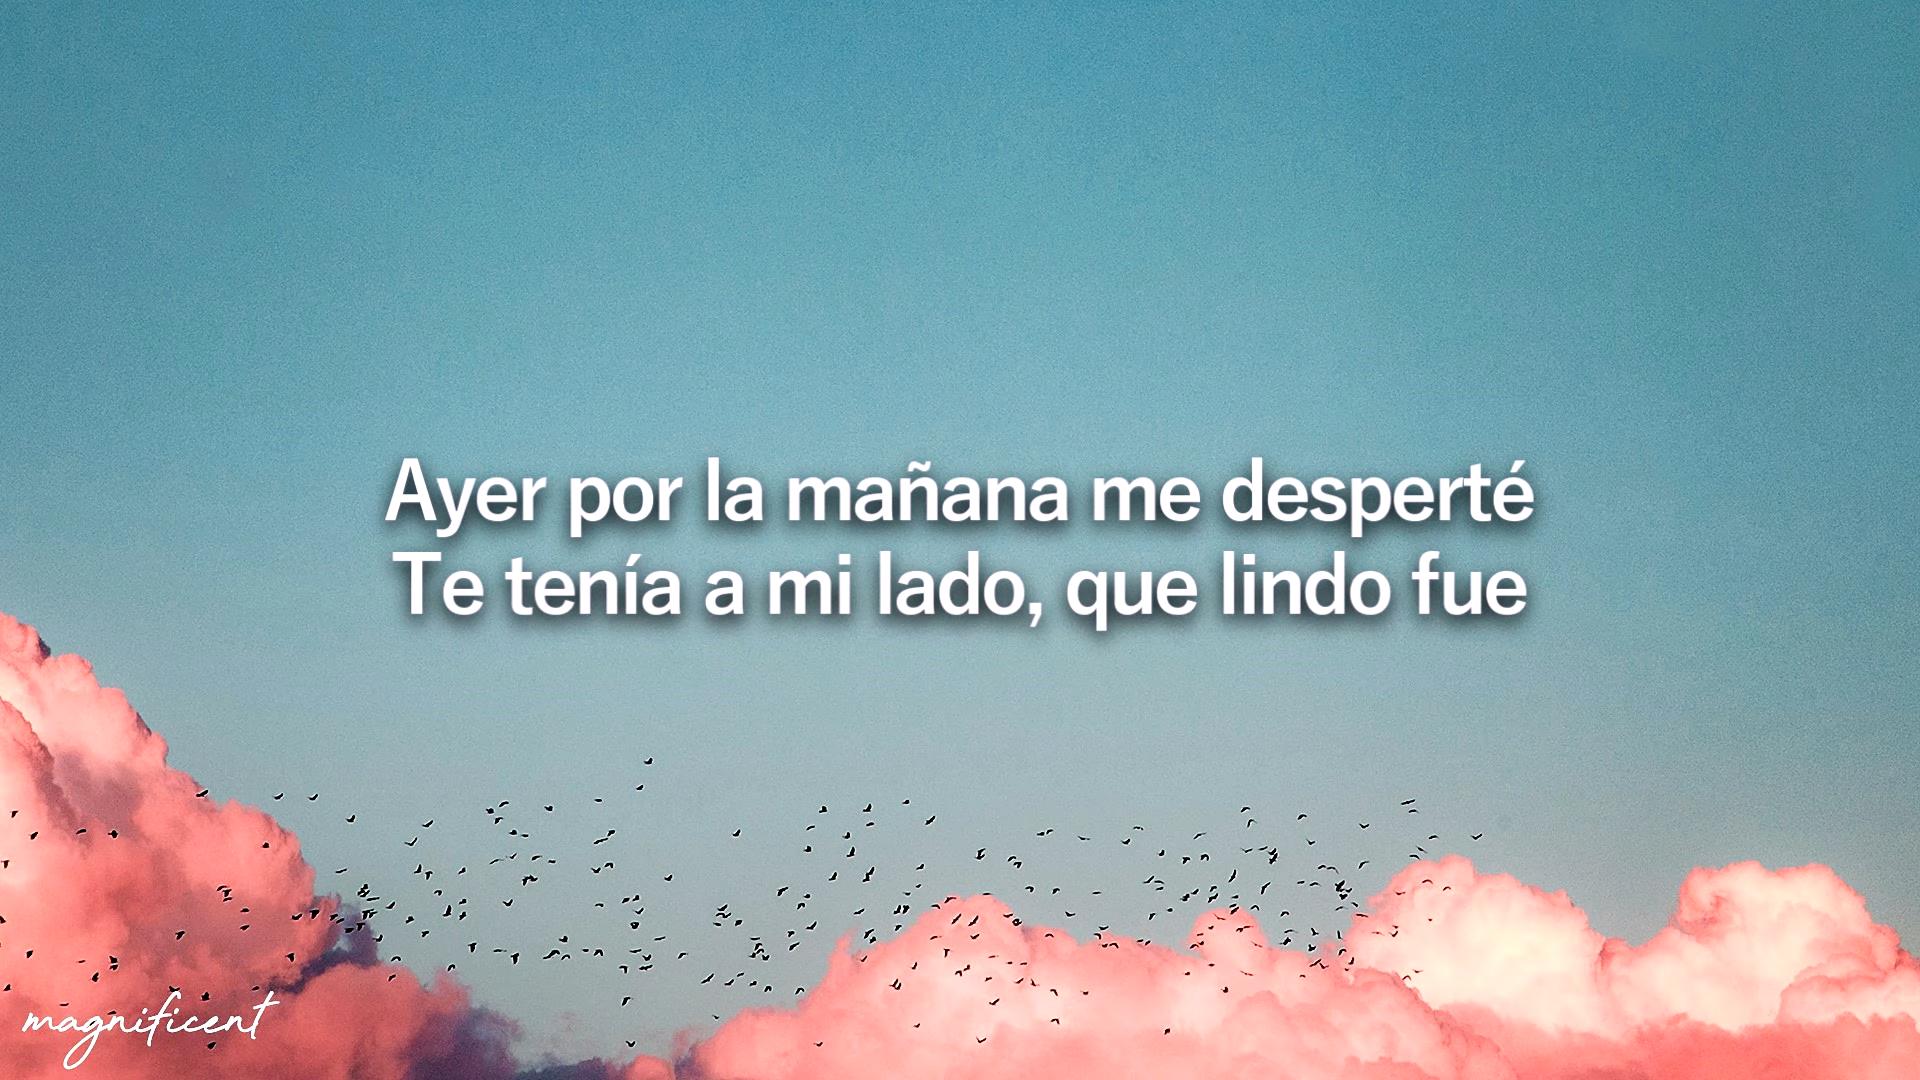 Ayer por la mañana me desperté
Te tenía a mi lado, que lindo fue
magnificent